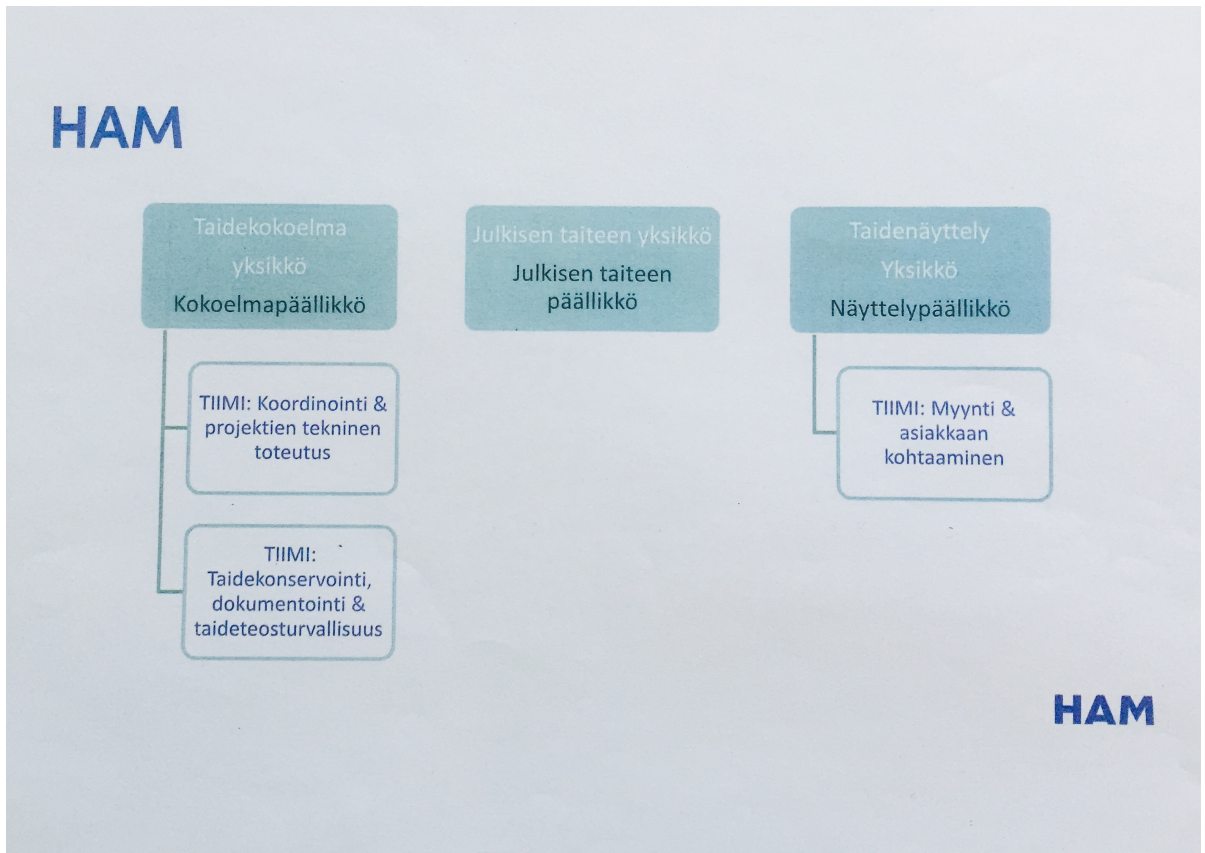 HAM
Taidekokoelma
yksikkö
Kokoelmapäällikkö
TIIMI: Koordinointi &
projektien tekninen
toteutus
TIIMI:
Taidekonservointi,
dokumentointi &
taideteosturvallisuus
Julkisen taiteen yksikkö
Julkisen taiteen
päällikkö
Taidenäyttely
Yksikkö
Näyttelypäällikkö
TIIMI: Myynti &
asiakkaan
kohtaaminen
HAM